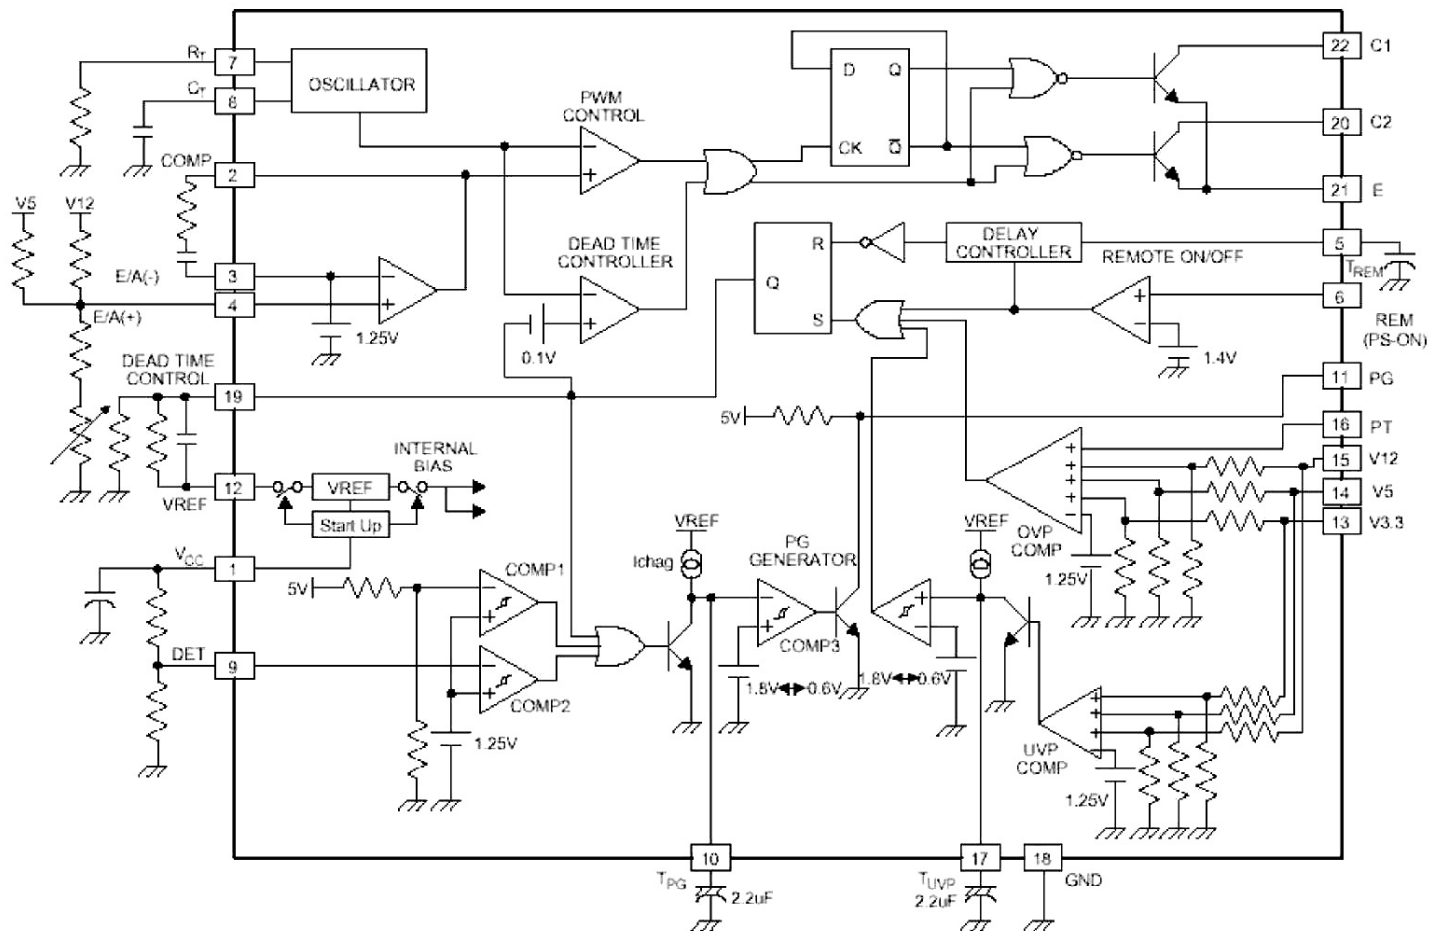 RT
7
OSCILLATOR
D
Q
22
C1
CT
8
PWM
CONTROL
20
C2
COMP
2
CK
Q
21
E
V5
V12
DEAD TIME
CONTROLLER
R
Q
S
DELAY
CONTROLLER
REMOTE ON/OFF
5
TREM
E/A(-)
3
4
E/A(+)
1.25V
0.1V
6
REM
(PS-ON)
1.4V
DEAD TIME
CONTROL
19
11
PG
5V
16
PT
INTERNAL
BIAS
15
V12
VREF
12
VREF
14
V5
Start Up
13
V3.3
VREF
VREF
OVP
COMP
PG
GENERATOR
VCC
1
Ichag
1.25V
5V
COMP1
COMP3
DET
9
1.8V
0.6V
1.8V
0.6V
COMP2
1.25V
UVP
COMP
1.25V
10
17
18
TPG
2.2uF
TUVP
2.2uF
GND